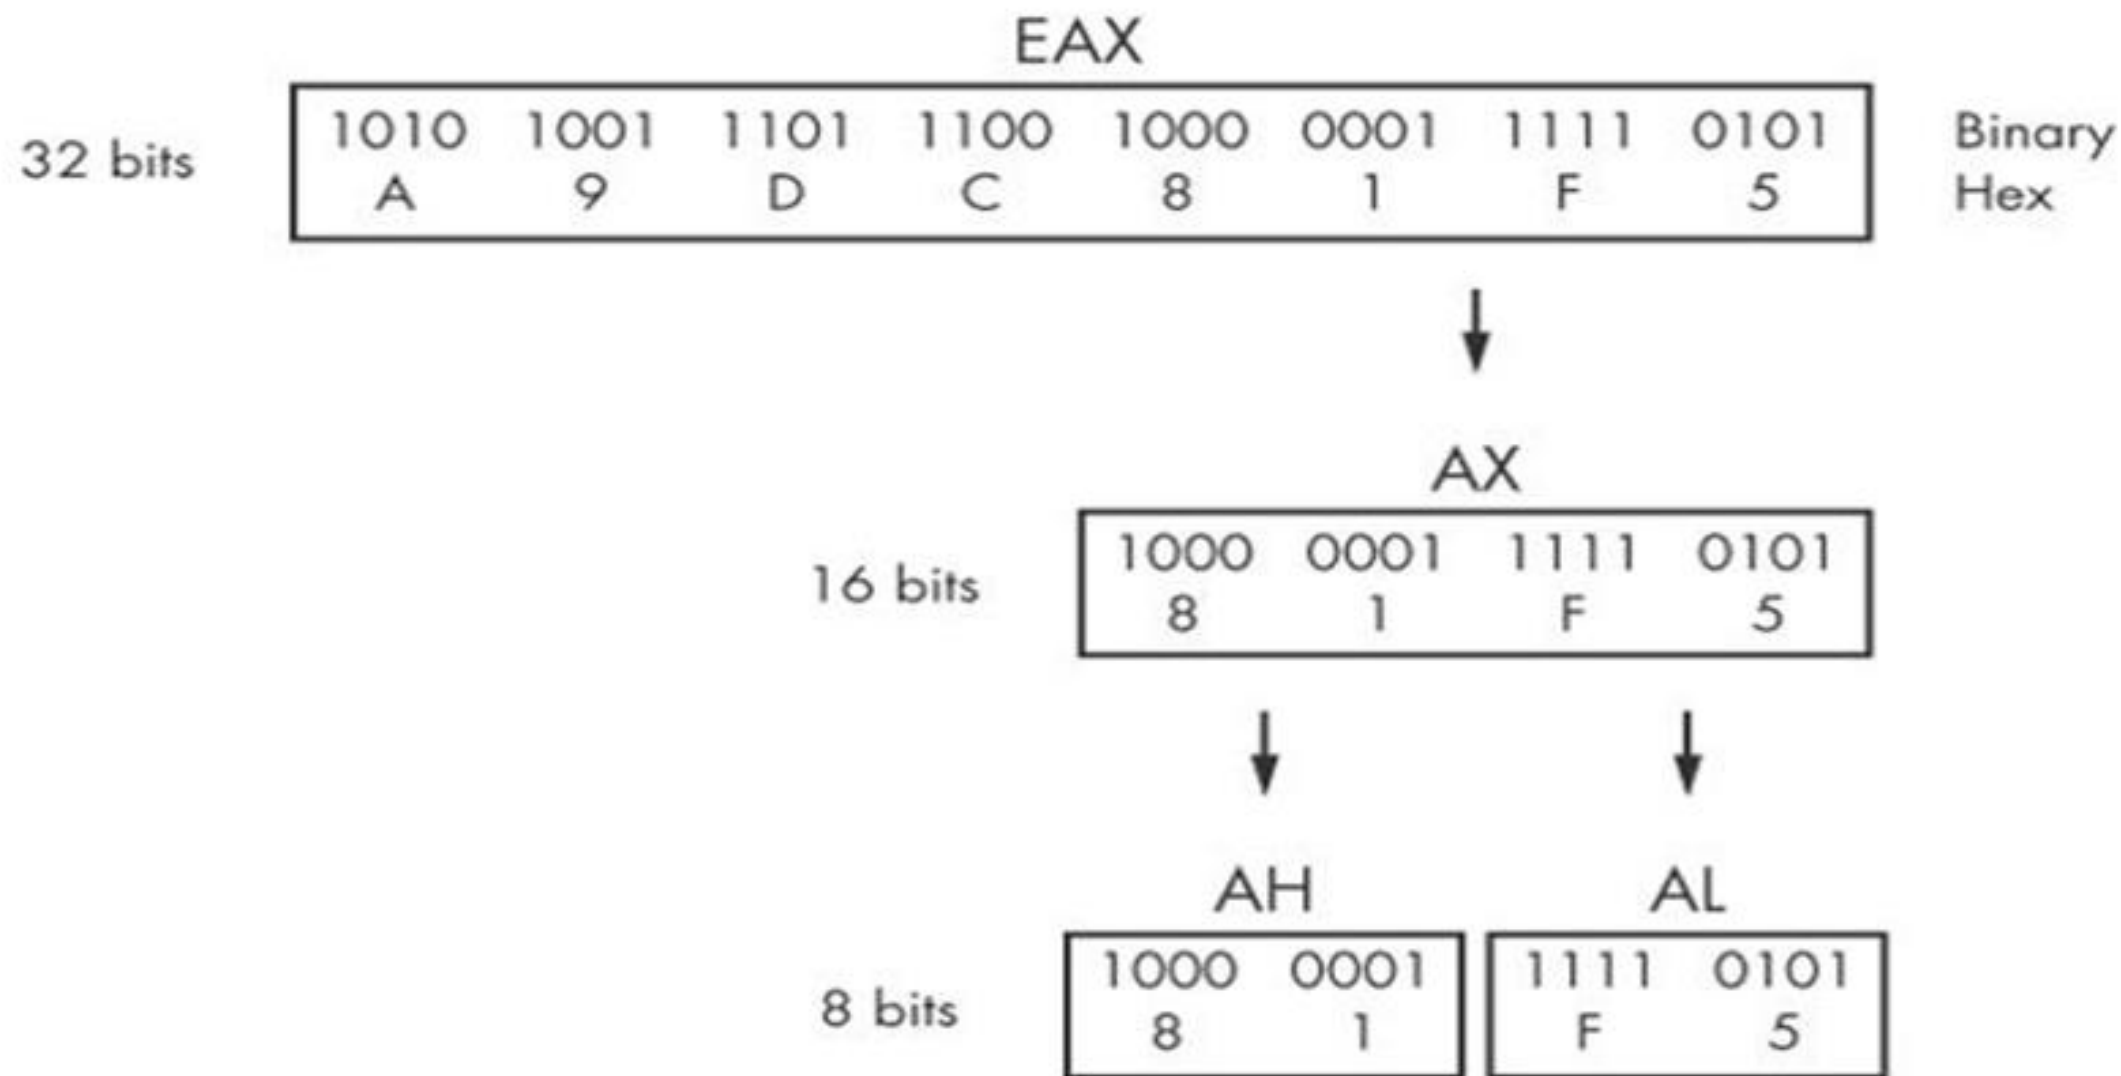 EAX
32 bits
1010 1001 1101 1100 1000 0001 1111 0101 Binary
A 9 D C 8 1 F 5 Hex
AX
16 bits
1000 0001 1111 0101
8 1 F 5
AH AL
8 bits
1000 0001 1111 0101
8 1 F 5